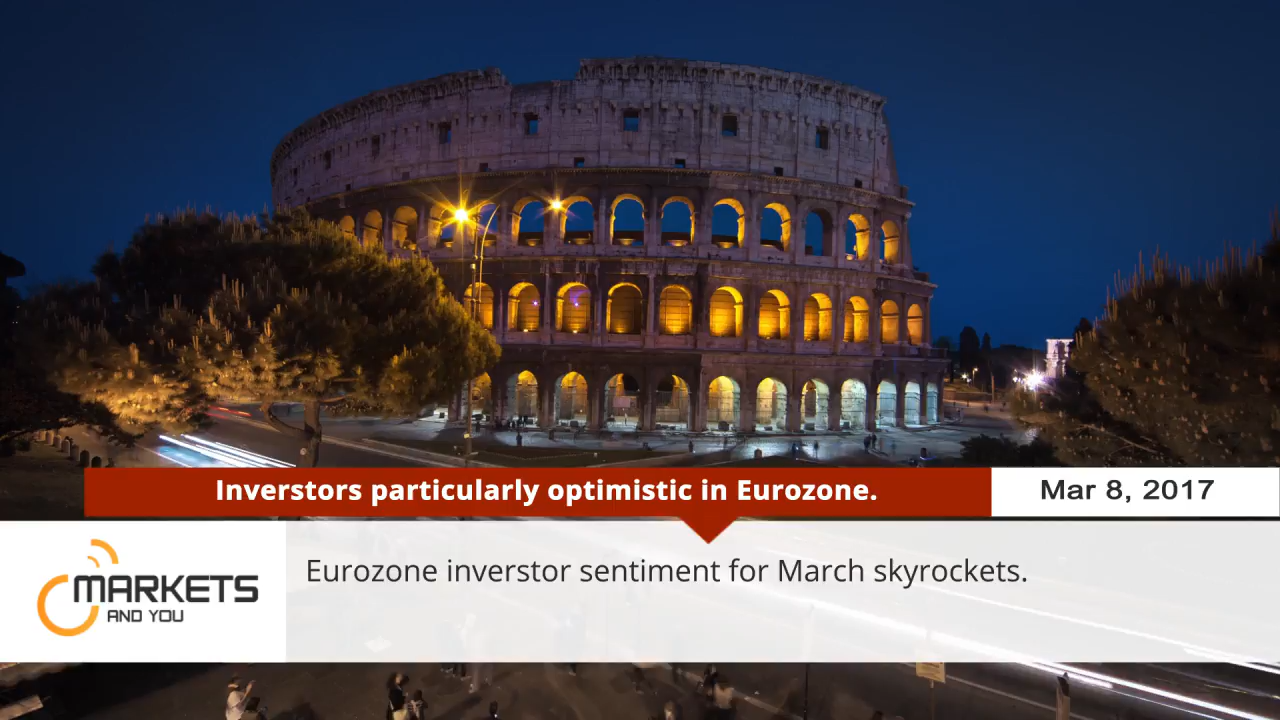 Inverstors particularly optimistic in Eurozone.
Mar 8, 2017
MARKETS
AND YOU
Eurozone inverstor sentiment for March skyrockets.